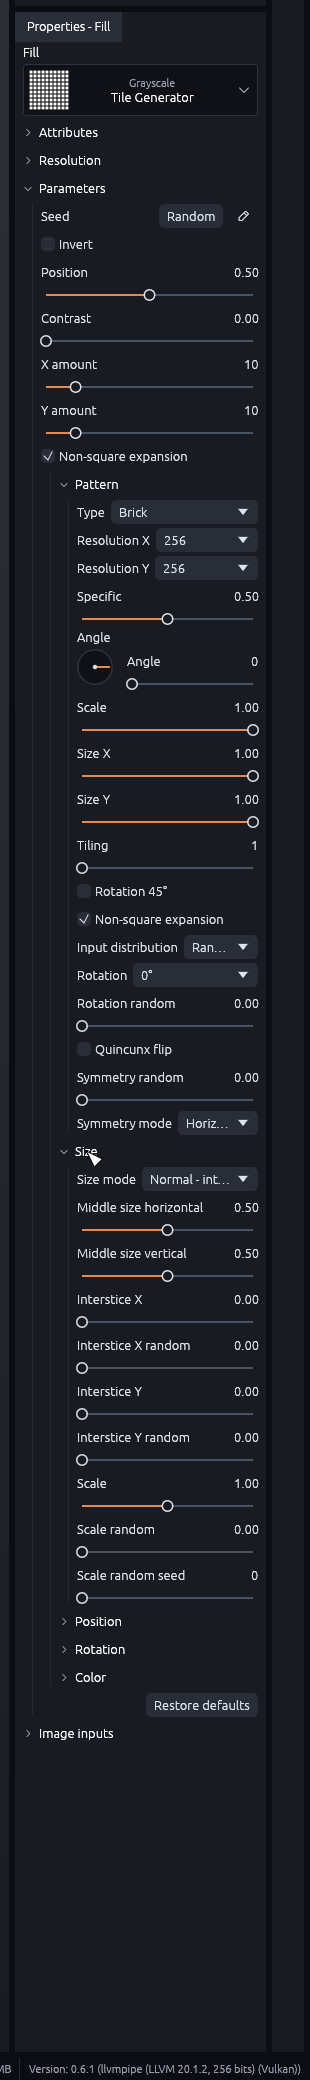 Properties - Fill
Fill
Grayscale
Tile Generator
Attributes
Resolution
Parameters
Seed Random
Invert
Position 0.50
Contrast 0.00
X amount 10
Y amount 10
Non-square expansion
Pattern
Type Brick
Resolution X 256
Resolution Y 256
Specific 0.50
Angle
Angle 0
Scale 1.00
Size X 1.00
Size Y 1.00
Tiling 1
Rotation 45°
Non-square expansion
Input distribution Ran...
Rotation 0°
Rotation random 0.00
Quincunx flip
Symmetry random 0.00
Symmetry mode Horiz...
Size
Size mode Normal - int...
Middle size horizontal 0.50
Middle size vertical 0.50
Interstice X 0.00
Interstice X random 0.00
Interstice Y 0.00
Interstice Y random 0.00
Scale 1.00
Scale random 0.00
Scale random seed 0
Position
Rotation
Color
Restore defaults
Image inputs
MB Version: 0.6.1 (llvmpipe (LLVM 20.1.2, 256 bits) (Vulkan))